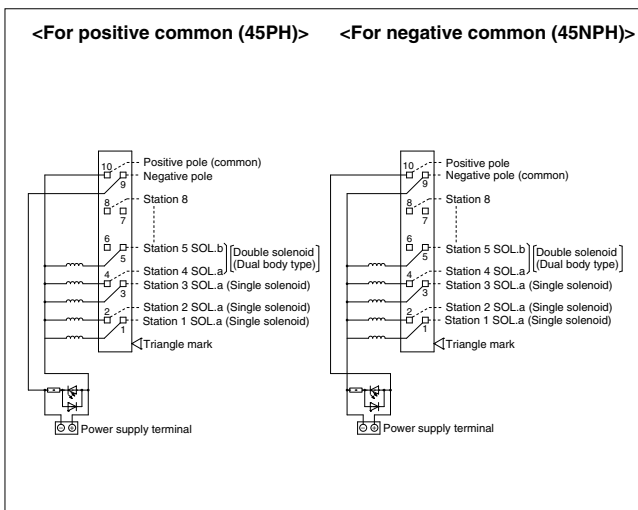 <For positive common (45PH)>
10
9
8
7
6
5
4
3
2
1
Positive pole (common)
Negative pole
Station 8
Station 5 SOL.b
Station 4 SOL.a
Double solenoid
(Dual body type)
Station 3 SOL.a (Single solenoid)
Station 2 SOL.a (Single solenoid)
Station 1 SOL.a (Single solenoid)
Triangle mark
Power supply terminal
<For negative common (45NPH)>
10
9
8
7
6
5
4
3
2
1
Positive pole
Negative pole (common)
Station 8
Station 5 SOL.b
Station 4 SOL.a
Double solenoid
(Dual body type)
Station 3 SOL.a (Single solenoid)
Station 2 SOL.a (Single solenoid)
Station 1 SOL.a (Single solenoid)
Triangle mark
Power supply terminal